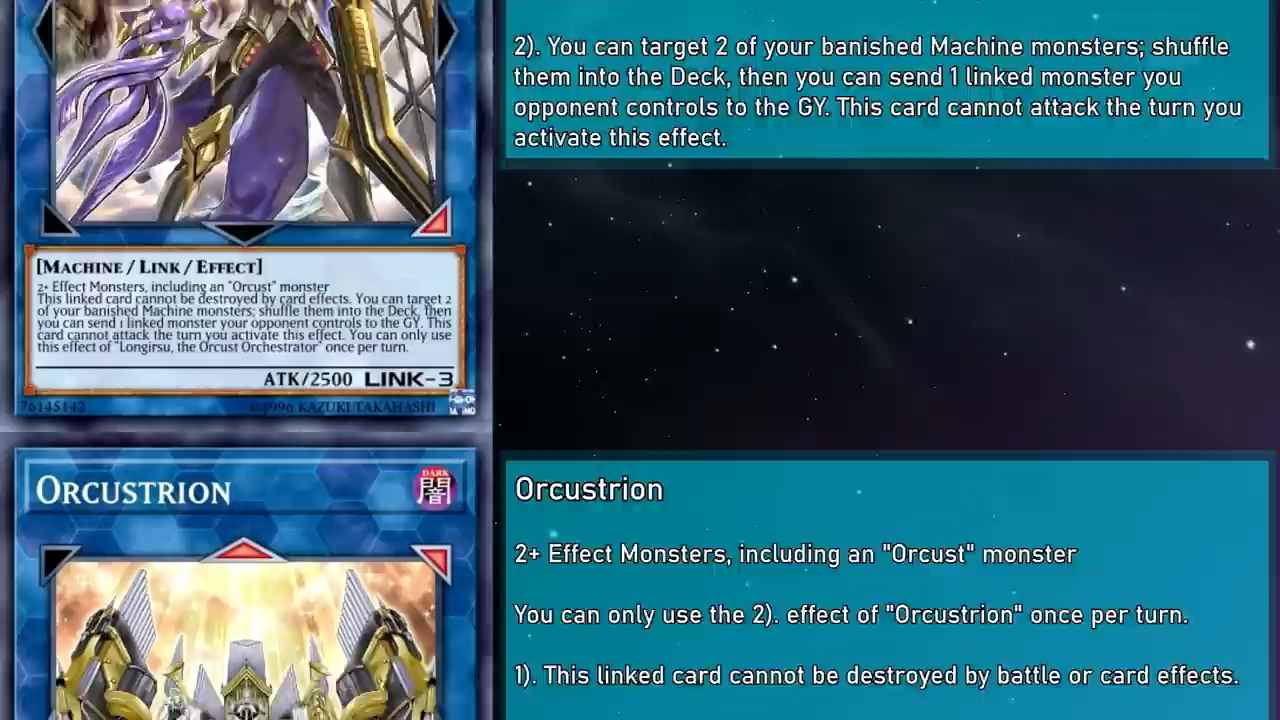 2). You can target 2 of your banished Machine monsters; shuffle
them into the Deck, then you can send 1 linked monster you
opponent controls to the GY. This card cannot attack the turn you
activate this effect.
[Machine / Link / Effect]
2+ Effect Monsters, including an "Orcust" monster
This linked card cannot be destroyed by card effects. You can target 2
of your banished Machine monsters; shuffle them into the Deck, then
you can send 1 linked monster your opponent controls to the GY. This
card cannot attack the turn you activate this effect. You can only use
this effect of "Longirsu, the Orcust Orchestrator" once per turn.
ATK/2500 LINK-3
76145142 ©1996 KAZUKI TAKAHASHI
Orcustrion
DARK
闇
Orcustrion
2+ Effect Monsters, including an "Orcust" monster
You can only use the 2). effect of "Orcustrion" once per turn.
1). This linked card cannot be destroyed by battle or card effects.